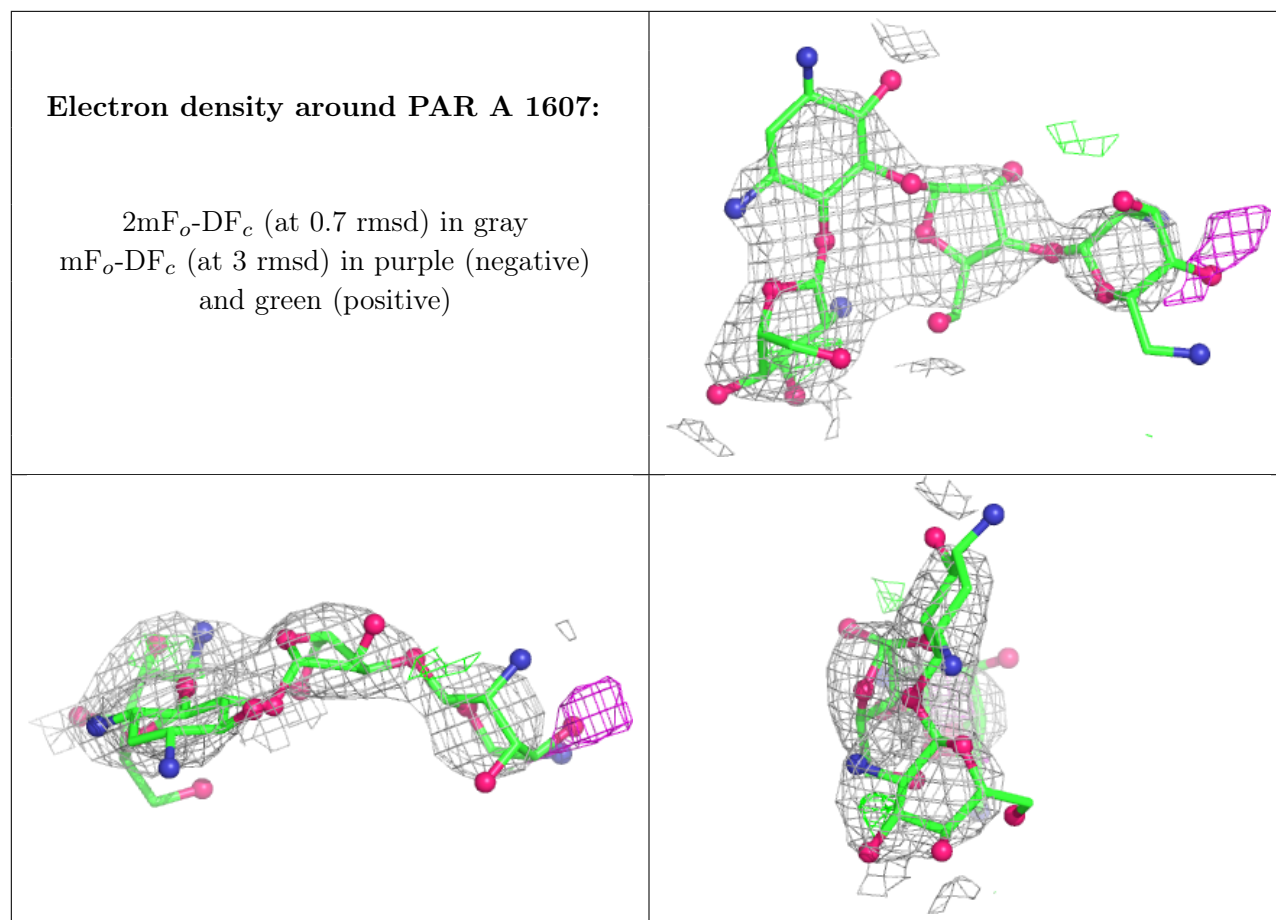 Electron density around PAR A 1607:
2mFo-DFc (at 0.7 rmsd) in gray
mFo-DFc (at 3 rmsd) in purple (negative)
and green (positive)